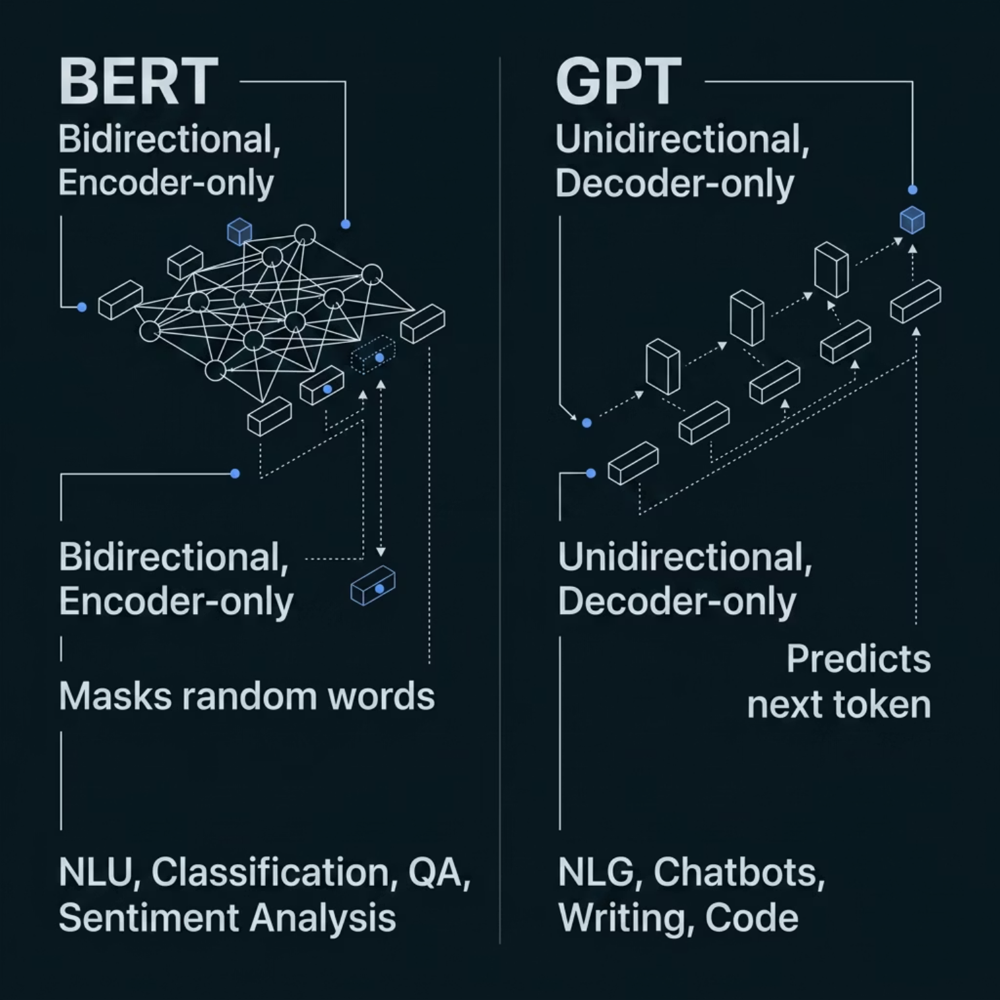 BERT
Bidirectional,
Encoder-only
Bidirectional,
Encoder-only
Masks random words
NLU, Classification, QA,
Sentiment Analysis
GPT
Unidirectional,
Decoder-only
Unidirectional,
Decoder-only
Predicts
next token
NLG, Chatbots,
Writing, Code